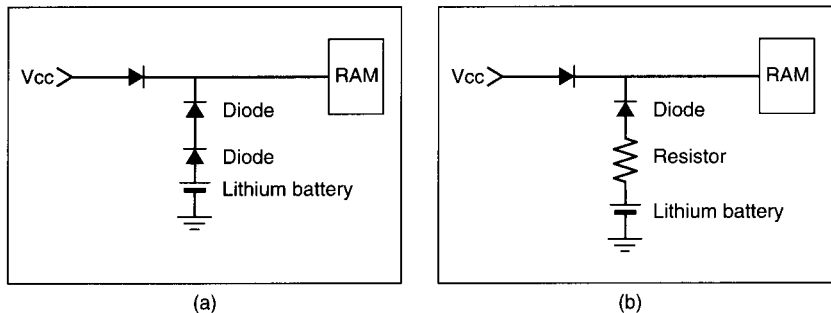 Vcc
RAM
Diode
Diode
Lithium battery
(a)
Vcc
RAM
Diode
Resistor
Lithium battery
(b)